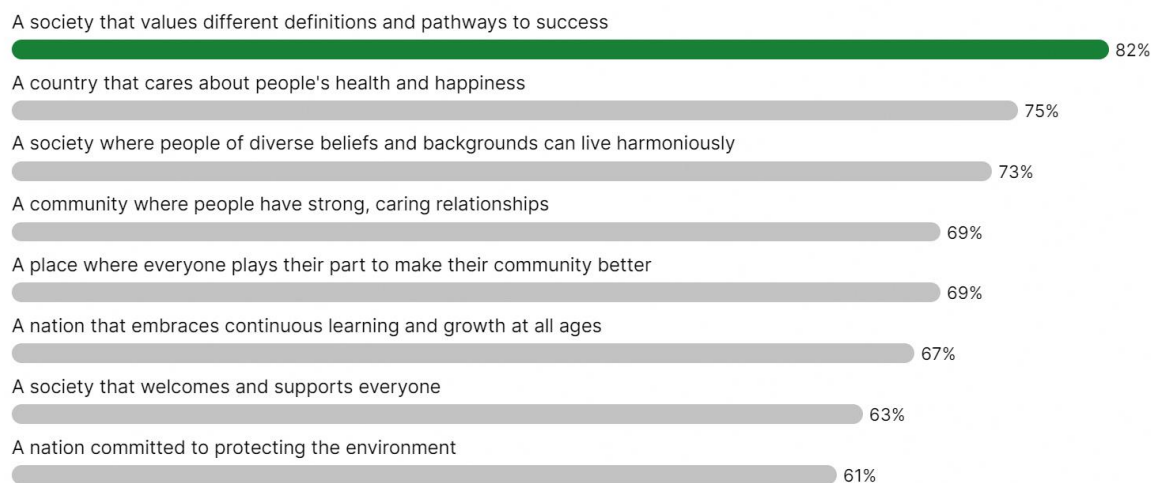 A society that values different definitions and pathways to success
82%
A country that cares about people's health and happiness
75%
A society where people of diverse beliefs and backgrounds can live harmoniously
73%
A community where people have strong, caring relationships
69%
A place where everyone plays their part to make their community better
69%
A nation that embraces continuous learning and growth at all ages
67%
A society that welcomes and supports everyone
63%
A nation committed to protecting the environment
61%